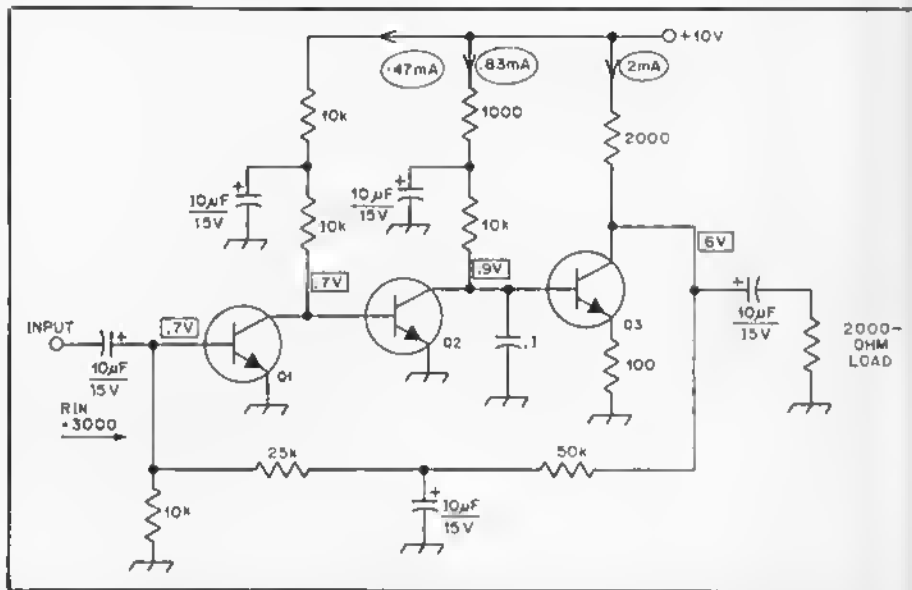 +10V
.47mA
.83mA
2mA
10k
1000
2000
10µF
15V
10µF
15V
10k
10k
.7V
.9V
6V
INPUT
.7V
10µF
15V
Q1
Q2
.1
Q3
100
10µF
15V
2000-
OHM
LOAD
RIN
≈3000
25k
50k
10k
10µF
15V